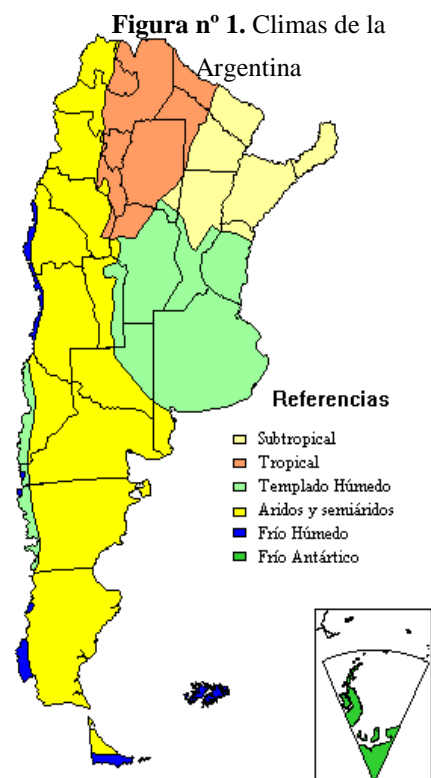 Figura nº 1. Climas de la
Argentina
Referencias
Subtropical
Tropical
Templado Húmedo
Aridos y semiáridos
Frío Húmedo
Frío Antártico